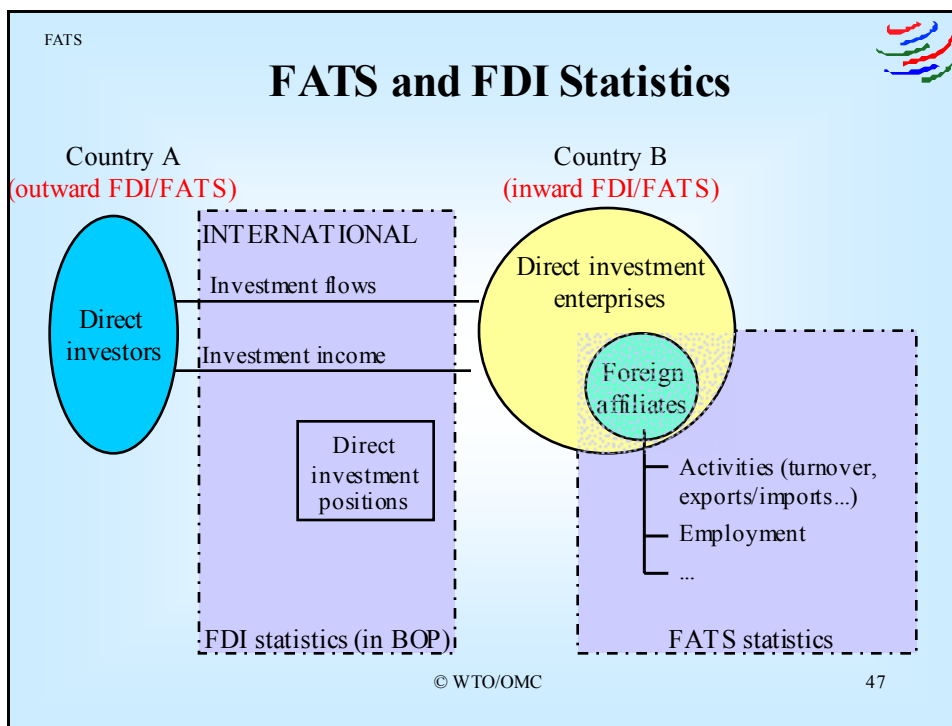 FATS
FATS and FDI Statistics
Country A
(outward FDI/FATS)
Country B
(inward FDI/FATS)
INTERNATIONAL
Investment flows
Direct investment
enterprises
Direct
investors
Investment income
Foreign
affiliates
Direct
investment
positions
Activities (turnover,
exports/imports...)
Employment
...
FDI statistics (in BOP)
FATS statistics
© WTO/OMC
47